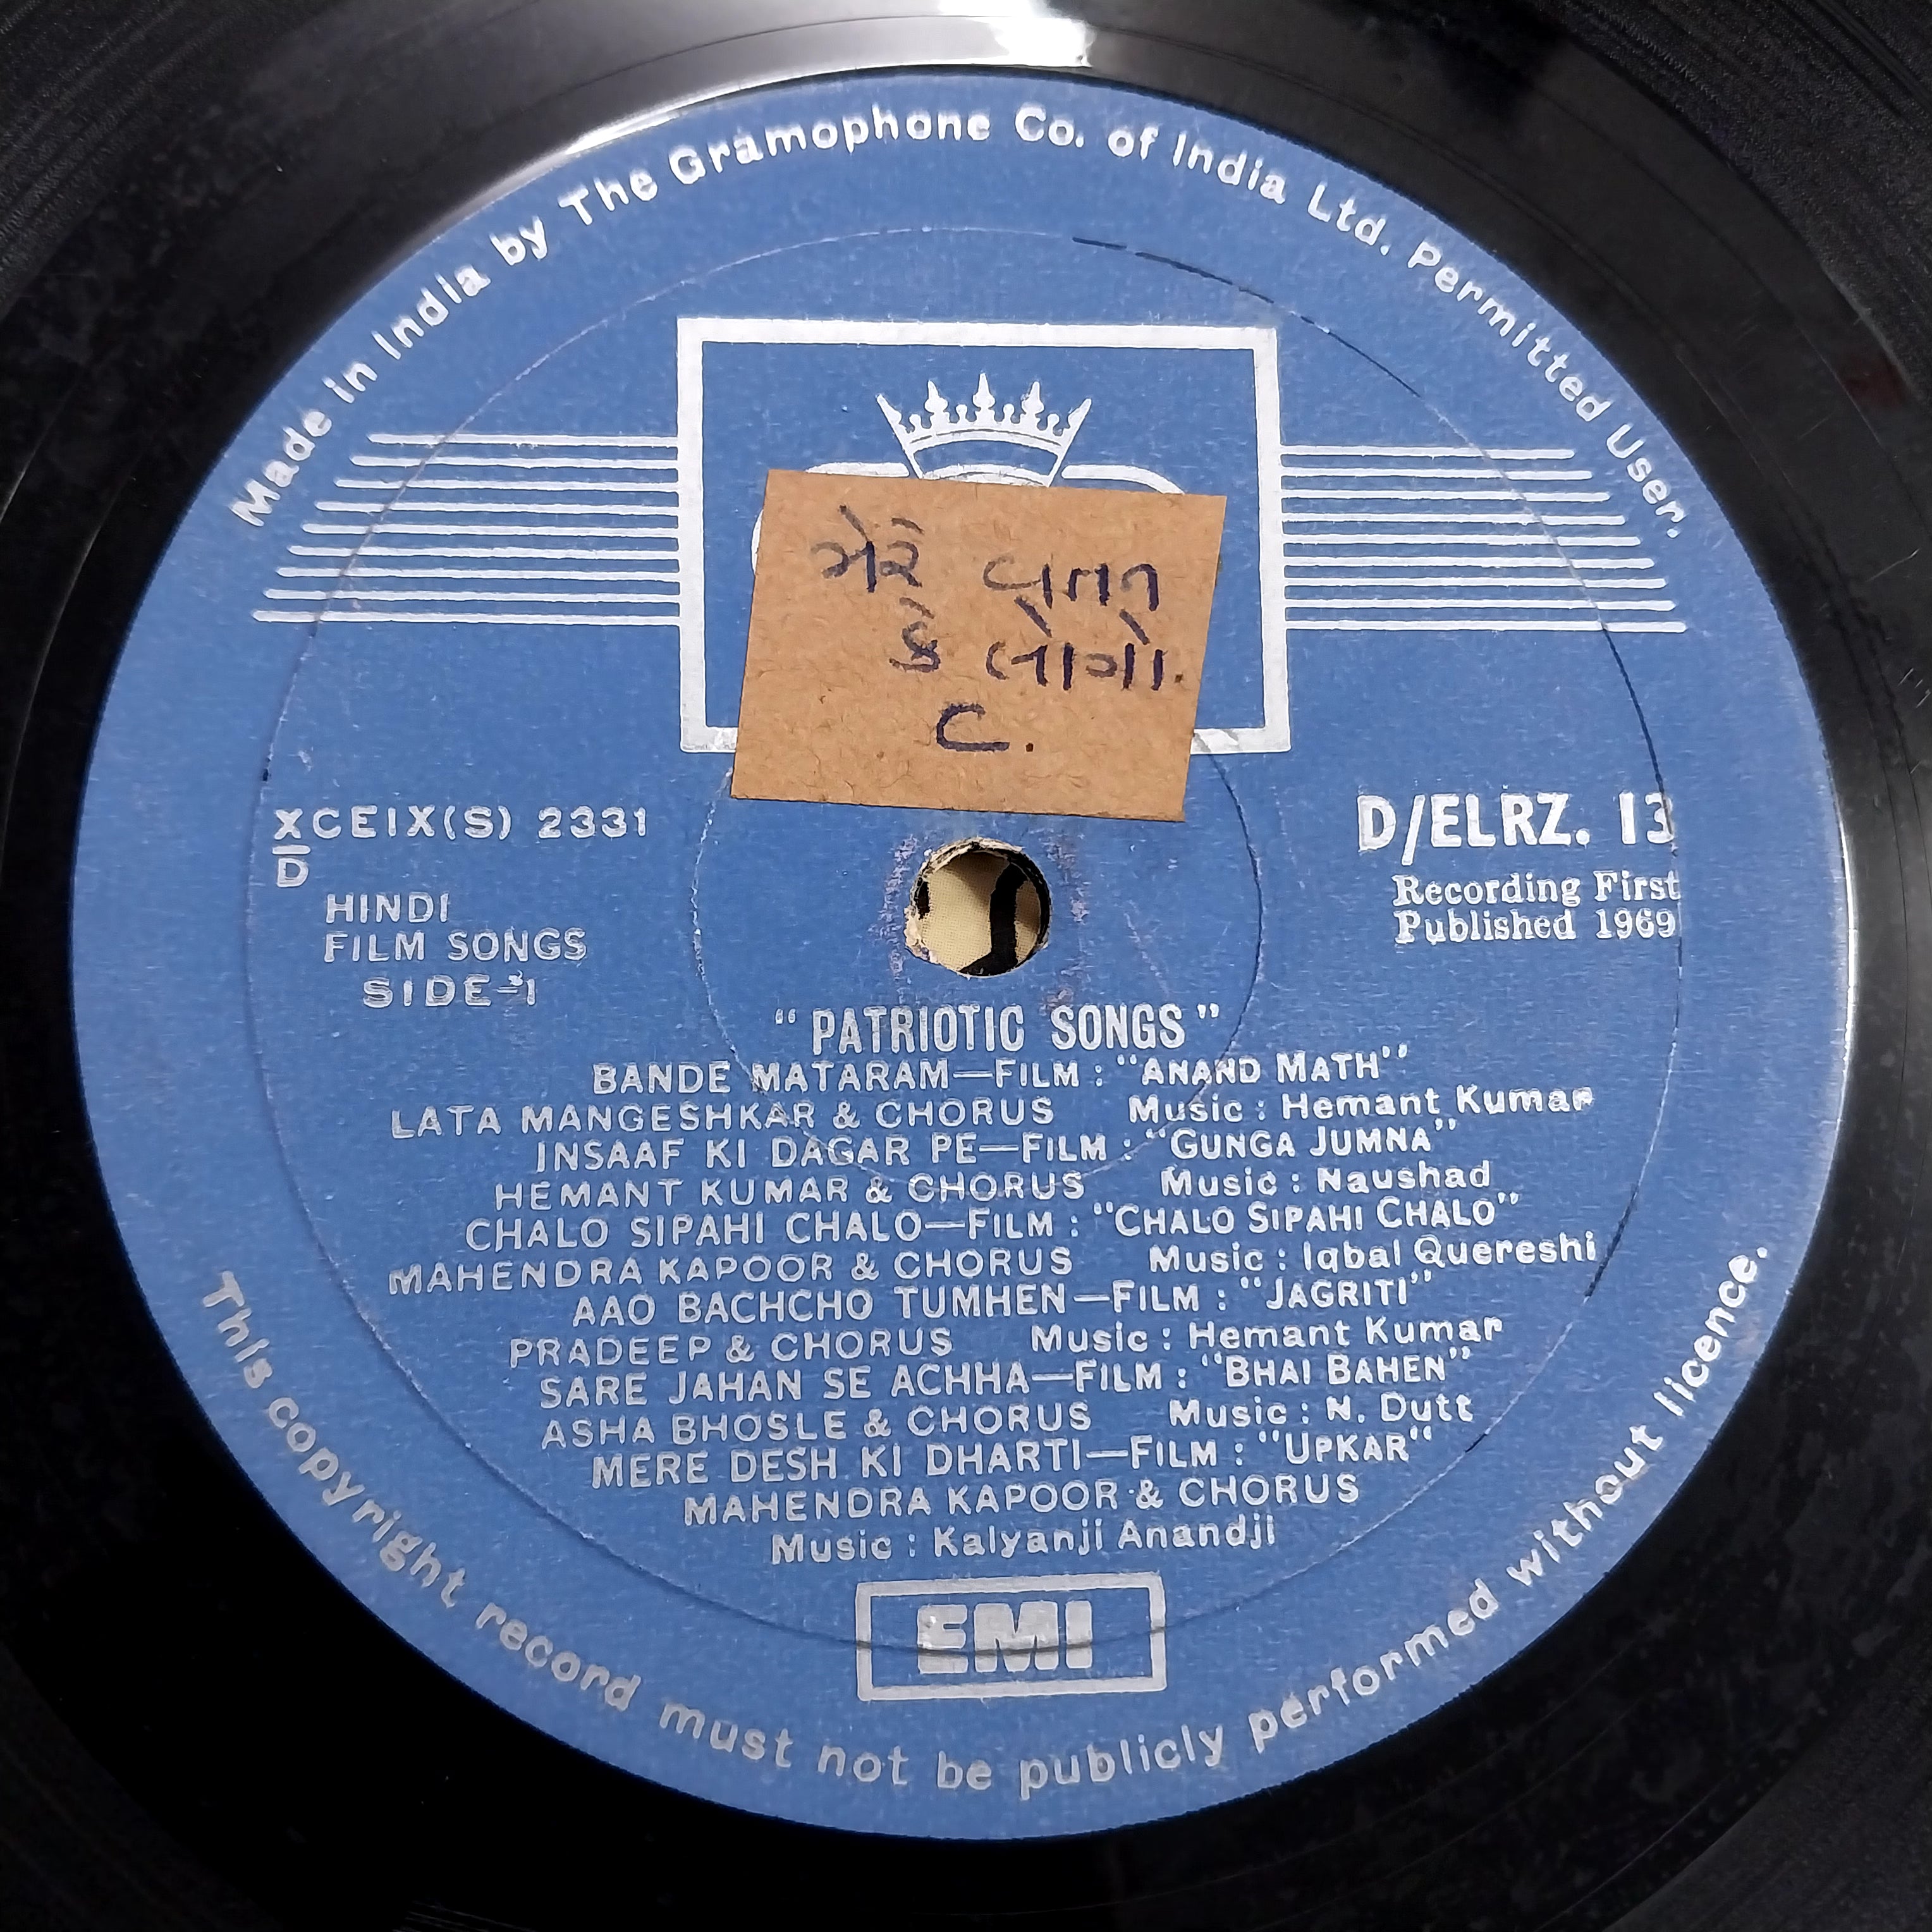 Made in India by The Gramophone Co. of India Ltd. Permitted User.
મેરે વતન
કે લોગો.
C.
XCEIX(S) 2331
D
HINDI
FILM SONGS
SIDE-1
D/ELRZ. 13
Recording First
Published 1969
"PATRIOTIC SONGS"
BANDE MATARAM—FILM : "ANAND MATH"
LATA MANGESHKAR & CHORUS Music : Hemant Kumar
INSAAF KI DAGAR PE—FILM : "GUNGA JUMNA"
HEMANT KUMAR & CHORUS Music : Naushad
CHALO SIPAHI CHALO—FILM : "CHALO SIPAHI CHALO"
MAHENDRA KAPOOR & CHORUS Music : Iqbal Quereshi
AAO BACHCHO TUMHEN—FILM : "JAGRITI"
PRADEEP & CHORUS Music : Hemant Kumar
SARE JAHAN SE ACHHA—FILM : "BHAI BAHEN"
ASHA BHOSLE & CHORUS Music : N. Dutt
MERE DESH KI DHARTI—FILM : "UPKAR"
MAHENDRA KAPOOR & CHORUS
Music : Kalyanji Anandji
EMI
This copyright record must not be publicly performed without licence.